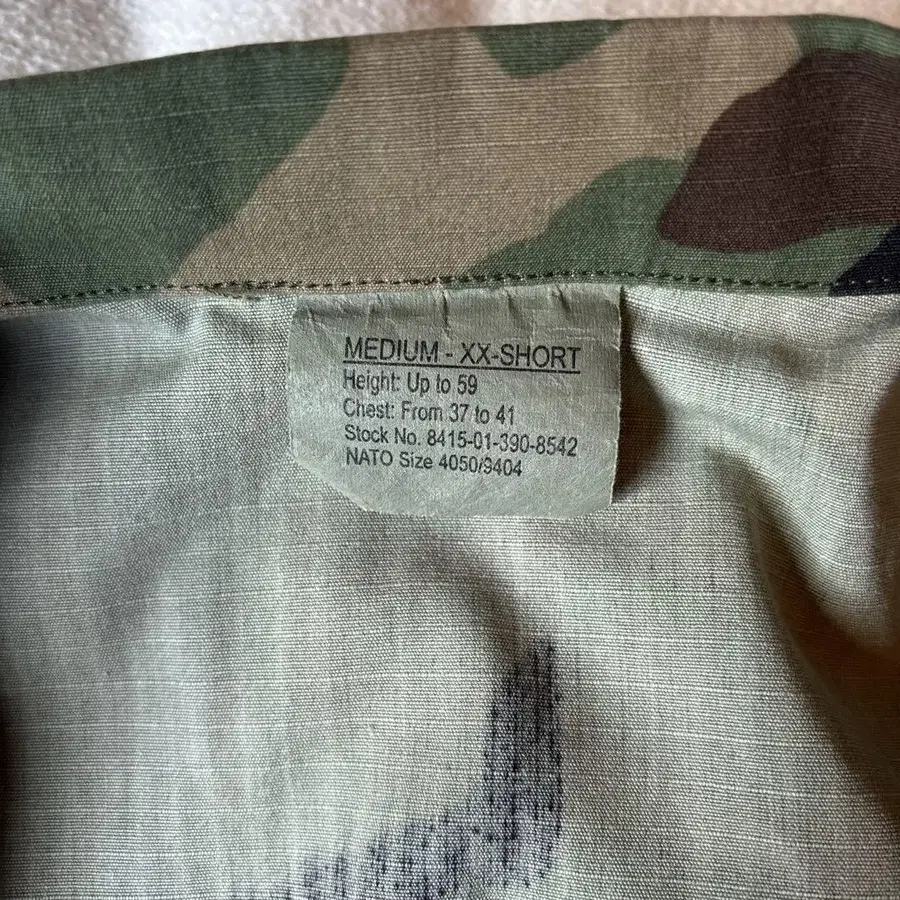 MEDIUM - XX-SHORT
Height: Up to 59
Chest: From 37 to 41
Stock No. 8415-01-390-8542
NATO Size 4050/9404